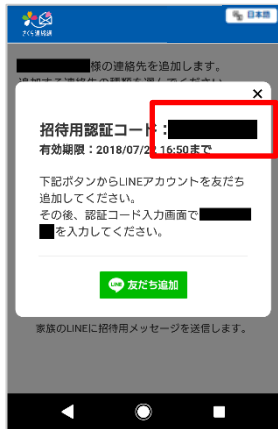 さくら連絡網
日本語
様の連絡先を追加します。
追加する連絡先の種類を選んでください
×
招待用認証コード：
有効期限：2018/07/22 16:50まで
下記ボタンからLINEアカウントを友だち
追加してください。
その後、認証コード入力画面で
を入力してください。
LINE
友だち追加
家族のLINEに招待用メッセージを送信します。